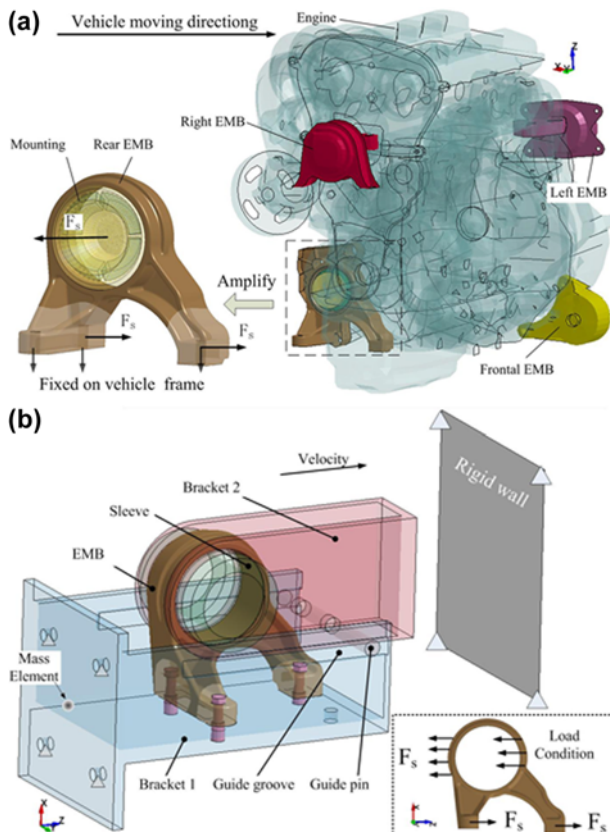 (a)
Vehicle moving directiong
Engine
Z
X
Y
Right EMB
Mounting
Rear EMB
Left EMB
Fs
Amplify
Fs
Fs
Frontal EMB
Fixed on vehicle frame
(b)
Velocity
Rigid wall
Bracket 2
Sleeve
EMB
Mass
Element
Load
Condition
Fs
Bracket 1
Guide groove
Guide pin
Fs
Fs
X
Z